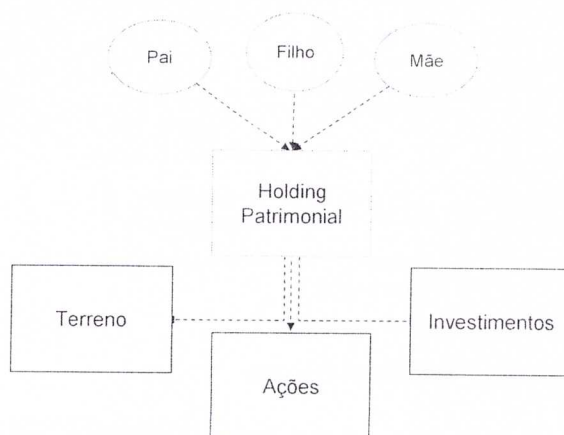 Pai
Filho
Mãe
Holding
Patrimonial
Terreno
Investimentos
Ações